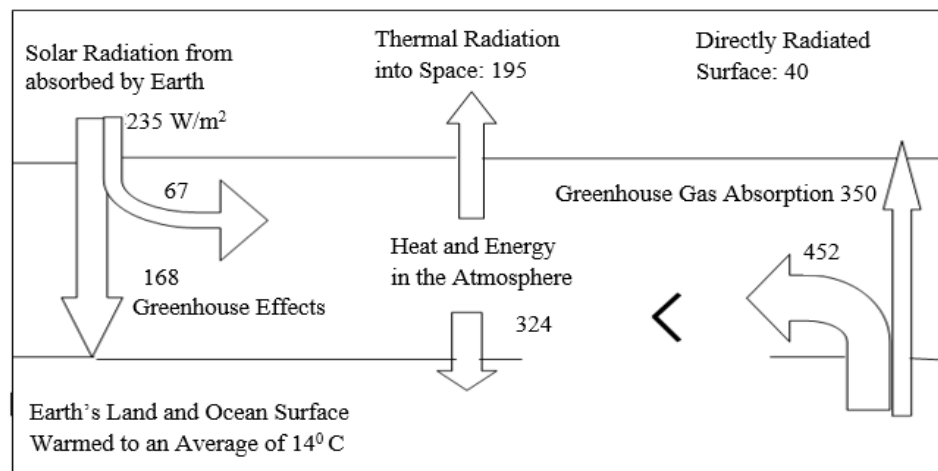 Solar Radiation from
absorbed by Earth
235 W/m²
Thermal Radiation
into Space: 195
Directly Radiated
Surface: 40
67
Greenhouse Gas Absorption 350
168
Greenhouse Effects
Heat and Energy
in the Atmosphere
324
452
Earth’s Land and Ocean Surface
Warmed to an Average of 14⁰ C